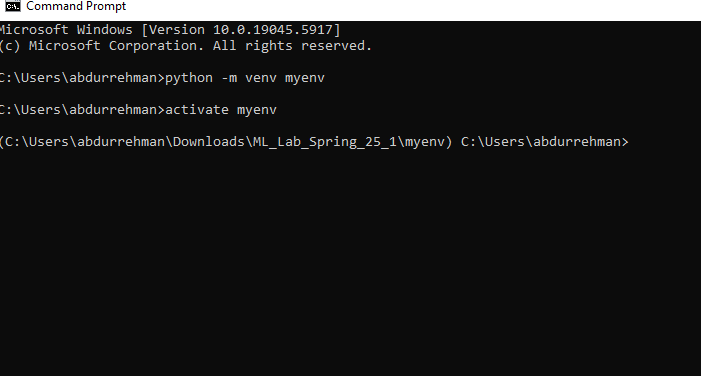 Command Prompt
Microsoft Windows [Version 10.0.19045.5917]
(c) Microsoft Corporation. All rights reserved.
C:\Users\abdurrehman>python -m venv myenv
C:\Users\abdurrehman>activate myenv
(C:\Users\abdurrehman\Downloads\ML_Lab_Spring_25_1\myenv) C:\Users\abdurrehman>